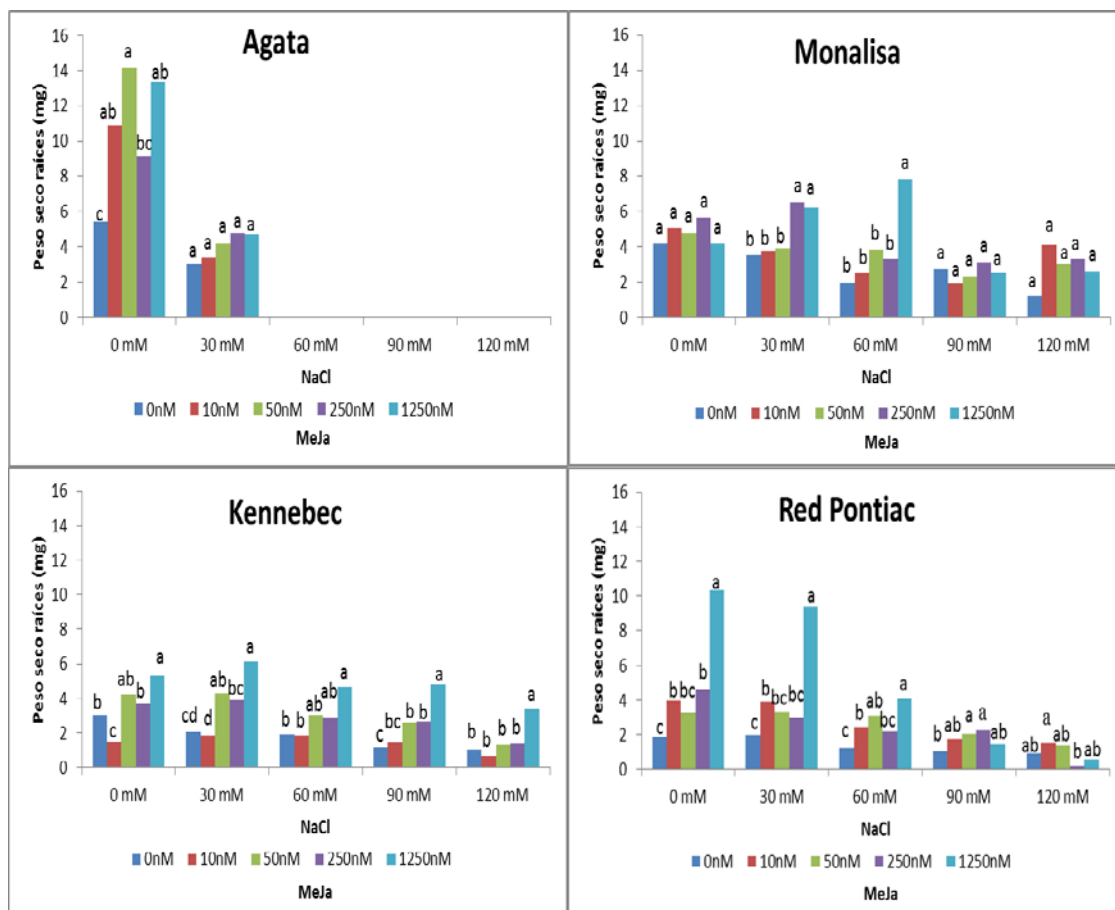 Agata
Peso seco raíces (mg)
16
14
12
10
8
6
4
2
0
c ab a bc ab
a a a a a
0 mM 30 mM 60 mM 90 mM 120 mM
NaCl
0nM 10nM 50nM 250nM 1250nM
MeJa
Monalisa
Peso seco raíces (mg)
16
14
12
10
8
6
4
2
0
a a a a a
b b b a a
b b b b a
a a a a a
a a a a a
0 mM 30 mM 60 mM 90 mM 120 mM
NaCl
0nM 10nM 50nM 250nM 1250nM
MeJa
Kennebec
Peso seco raíces (mg)
16
14
12
10
8
6
4
2
0
b c ab b a
cd d ab bc a
b b ab ab a
c bc b b a
b b b b a
0 mM 30 mM 60 mM 90 mM 120 mM
NaCl
0nM 10nM 50nM 250nM 1250nM
MeJa
Red Pontiac
Peso seco raíces (mg)
16
14
12
10
8
6
4
2
0
c b bbc b a
c b bc bc a
c b ab bc a
b ab a a ab
ab a ab b ab
0 mM 30 mM 60 mM 90 mM 120 mM
NaCl
0nM 10nM 50nM 250nM 1250nM
MeJa